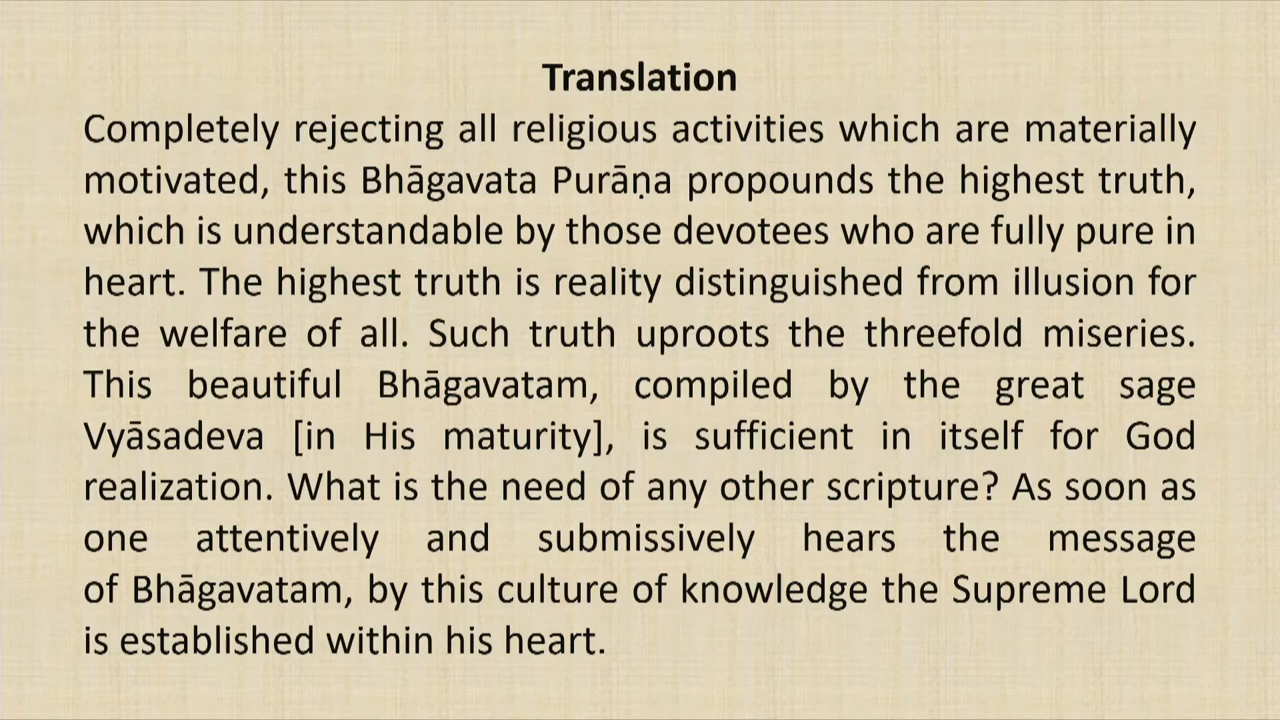 Translation
Completely rejecting all religious activities which are materially
motivated, this Bhāgavata Purāṇa propounds the highest truth,
which is understandable by those devotees who are fully pure in
heart. The highest truth is reality distinguished from illusion for
the welfare of all. Such truth uproots the threefold miseries.
This beautiful Bhāgavatam, compiled by the great sage
Vyāsadeva [in His maturity], is sufficient in itself for God
realization. What is the need of any other scripture? As soon as
one attentively and submissively hears the message
of Bhāgavatam, by this culture of knowledge the Supreme Lord
is established within his heart.